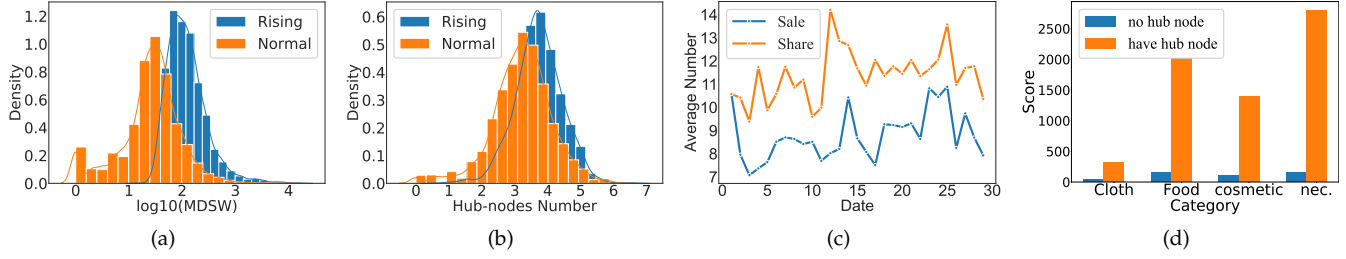 1.2
1.0
0.8
0.6
0.4
0.2
0.0
Density
Rising
Normal
0 1 2 3 4
log10(MDSW)
(a)
0.6
0.5
0.4
0.3
0.2
0.1
0.0
Density
Rising
Normal
0 1 2 3 4 5 6 7
Hub-nodes Number
(b)
14
13
12
11
10
9
8
7
Average Number
Sale
Share
0 5 10 15 20 25 30
Date
(c)
2500
2000
1500
1000
500
0
Score
no hub node
have hub node
Cloth Food cosmetic nec.
Category
(d)